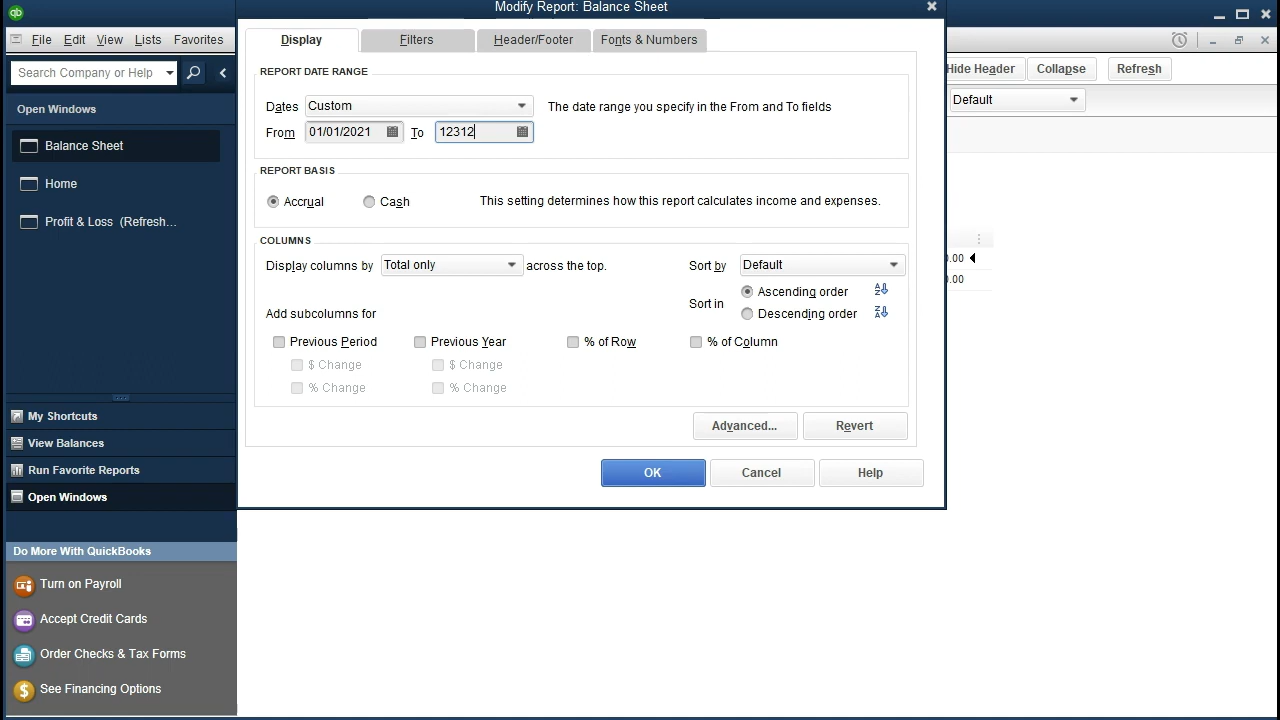 Modify Report: Balance Sheet
File Edit View Lists Favorites
Search Company or Help
Open Windows
Balance Sheet
Home
Profit & Loss (Refresh...
My Shortcuts
View Balances
Run Favorite Reports
Open Windows
Do More With QuickBooks
Turn on Payroll
Accept Credit Cards
Order Checks & Tax Forms
See Financing Options
Display Filters Header/Footer Fonts & Numbers
REPORT DATE RANGE
Dates Custom The date range you specify in the From and To fields
From 01/01/2021 To 12312
REPORT BASIS
Accrual Cash This setting determines how this report calculates income and expenses.
COLUMNS
Display columns by Total only across the top. Sort by Default
Sort in Ascending order
Descending order
Add subcolumns for
Previous Period Previous Year % of Row % of Column
$ Change $ Change
% Change % Change
Advanced... Revert
OK Cancel Help
Hide Header Collapse Refresh
Default
.00
.00